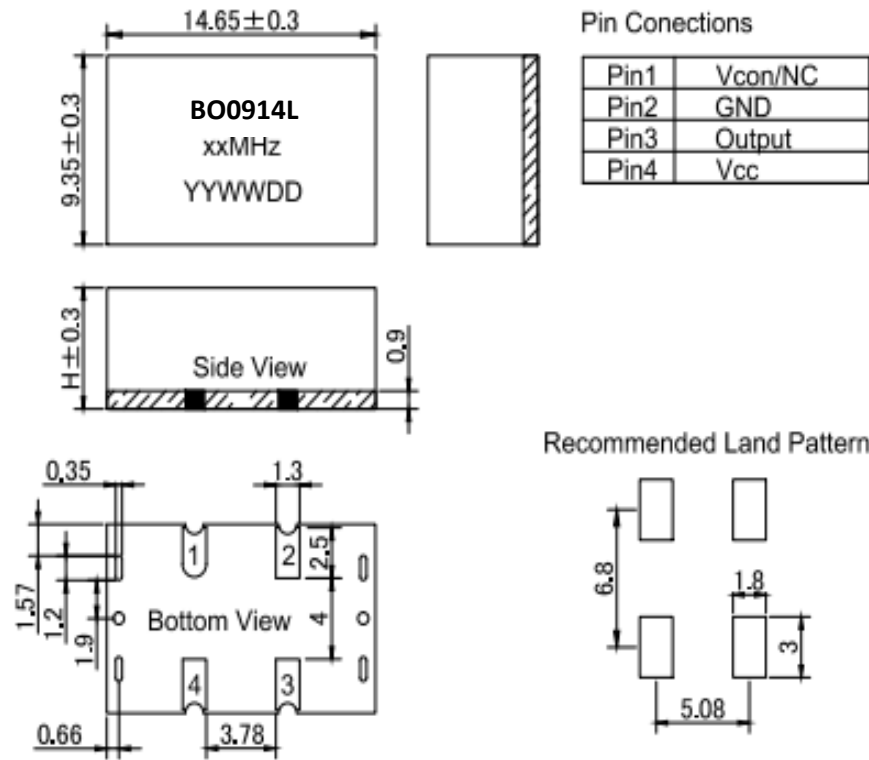 14.65±0.3
Pin Conections
9.35±0.3
BO0914L
xxMHz
YYWWDD
Pin1 Vcon/NC
Pin2 GND
Pin3 Output
Pin4 Vcc
H±0.3
Side View
0.9
Recommended Land Pattern
0.35
1.3
1
2
2.5
1.57
1.2
1.9
Bottom View
4
4
3
0.66
3.78
6.8
1.8
3
5.08